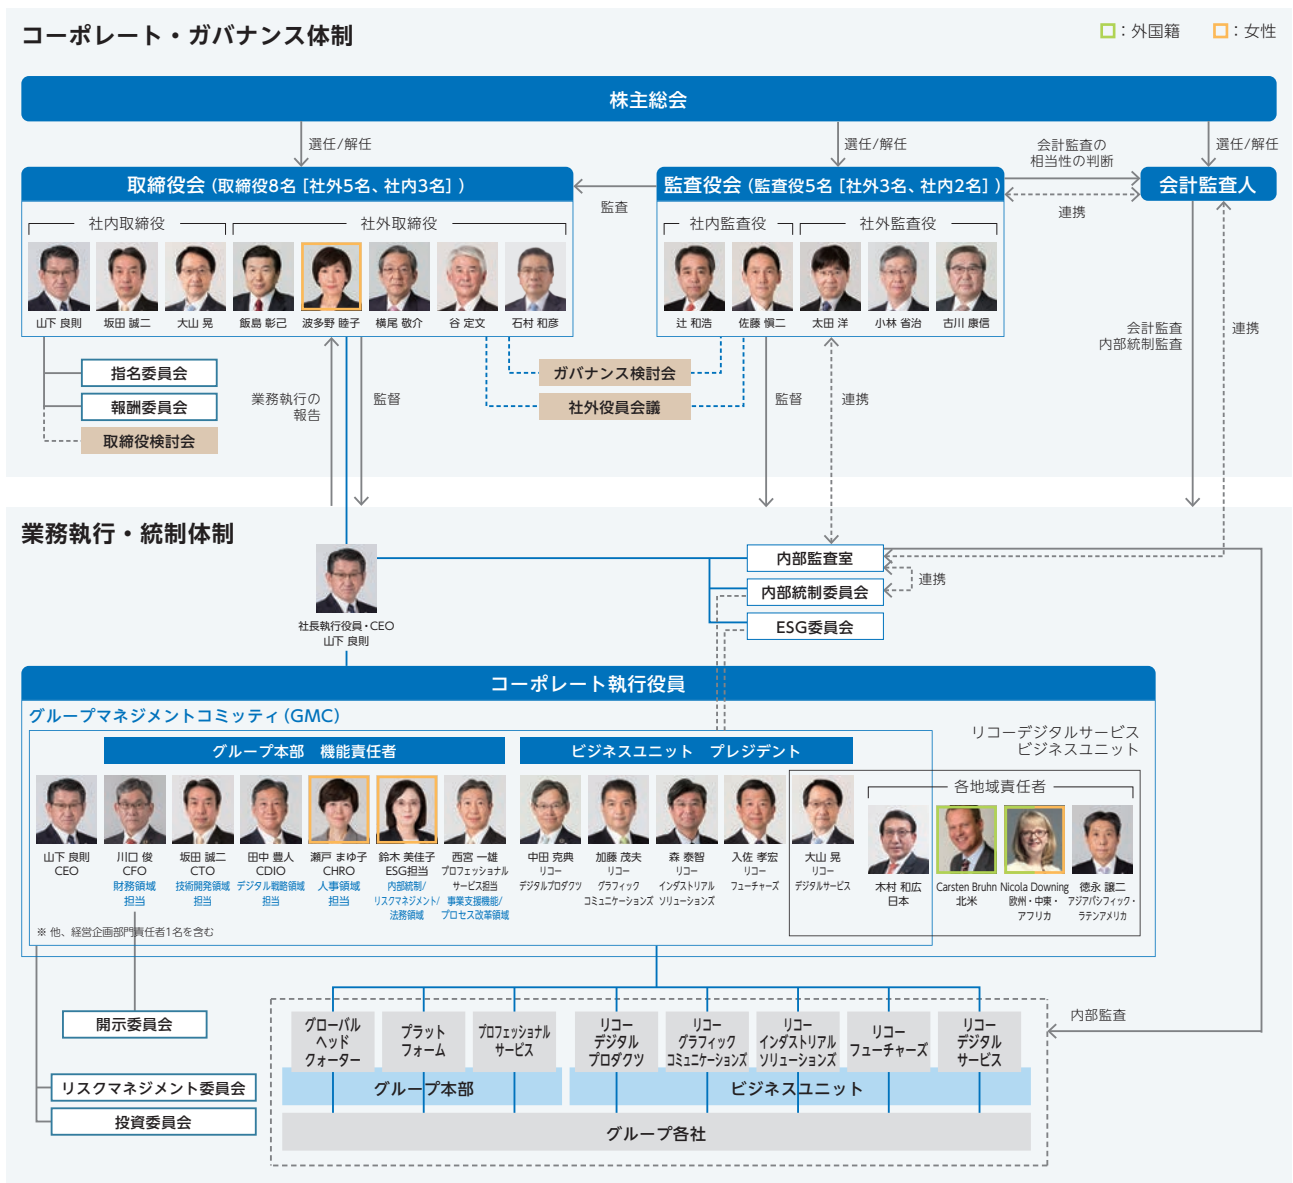 コーポレート・ガバナンス体制
：外国籍
：女性
株主総会
選任/解任
選任/解任
会計監査の
相当性の判断
選任/解任
取締役会（取締役8名［社外5名、社内3名］）
監査
監査役会（監査役5名［社外3名、社内2名］）
連携
会計監査人
社内取締役
社外取締役
社内監査役
社外監査役
山下 良則
坂田 誠二
大山 晃
飯島 彰己
波多野 睦子
横尾 敬介
谷 定文
石村 和彦
辻 和浩
佐藤 慎二
太田 洋
小林 省治
古川 康信
会計監査
内部統制監査
連携
指名委員会
報酬委員会
取締役検討会
業務執行の
報告
監督
ガバナンス検討会
社外役員会議
監督
連携
業務執行・統制体制
社長執行役員・CEO
山下 良則
内部監査室
内部統制委員会
ESG委員会
連携
コーポレート執行役員
グループマネジメントコミッティ（GMC）
リコーデジタルサービス
ビジネスユニット
グループ本部　機能責任者
ビジネスユニット　プレジデント
各地域責任者
山下 良則
CEO
川口 俊
CFO
財務領域
担当
坂田 誠二
CTO
技術開発領域
担当
田中 豊人
CDIO
デジタル戦略領域
担当
瀬戸 まゆ子
CHRO
人事領域
担当
鈴木 美佳子
ESG担当
内部統制/
リスクマネジメント/
法務領域
西宮 一雄
プロフェッショナル
サービス担当
事業支援機能/
プロセス改革領域
中田 克典
リコー
デジタルプロダクツ
加藤 茂夫
リコー
グラフィック
コミュニケーションズ
森 泰智
リコー
インダストリアル
ソリューションズ
入佐 孝宏
リコー
フューチャーズ
大山 晃
リコー
デジタルサービス
木村 和広
日本
Carsten Bruhn
北米
Nicola Downing
欧州・中東・
アフリカ
徳永 譲二
アジアパシフィック・
ラテンアメリカ
※ 他、経営企画部門責任者1名を含む
開示委員会
リスクマネジメント委員会
投資委員会
内部監査
グローバル
ヘッド
クォーター
プラット
フォーム
プロフェッショナル
サービス
リコー
デジタル
プロダクツ
リコー
グラフィック
コミュニケーションズ
リコー
インダストリアル
ソリューションズ
リコー
フューチャーズ
リコー
デジタル
サービス
グループ本部
ビジネスユニット
グループ各社